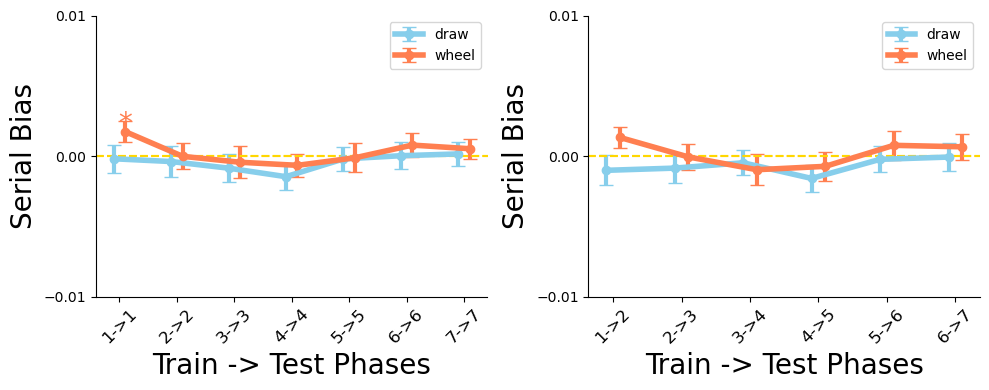 0.01
0.00
−0.01
Serial Bias
*
draw
wheel
1->1
2->2
3->3
4->4
5->5
6->6
7->7
Train -> Test Phases
0.01
0.00
−0.01
Serial Bias
draw
wheel
1->2
2->3
3->4
4->5
5->6
6->7
Train -> Test Phases